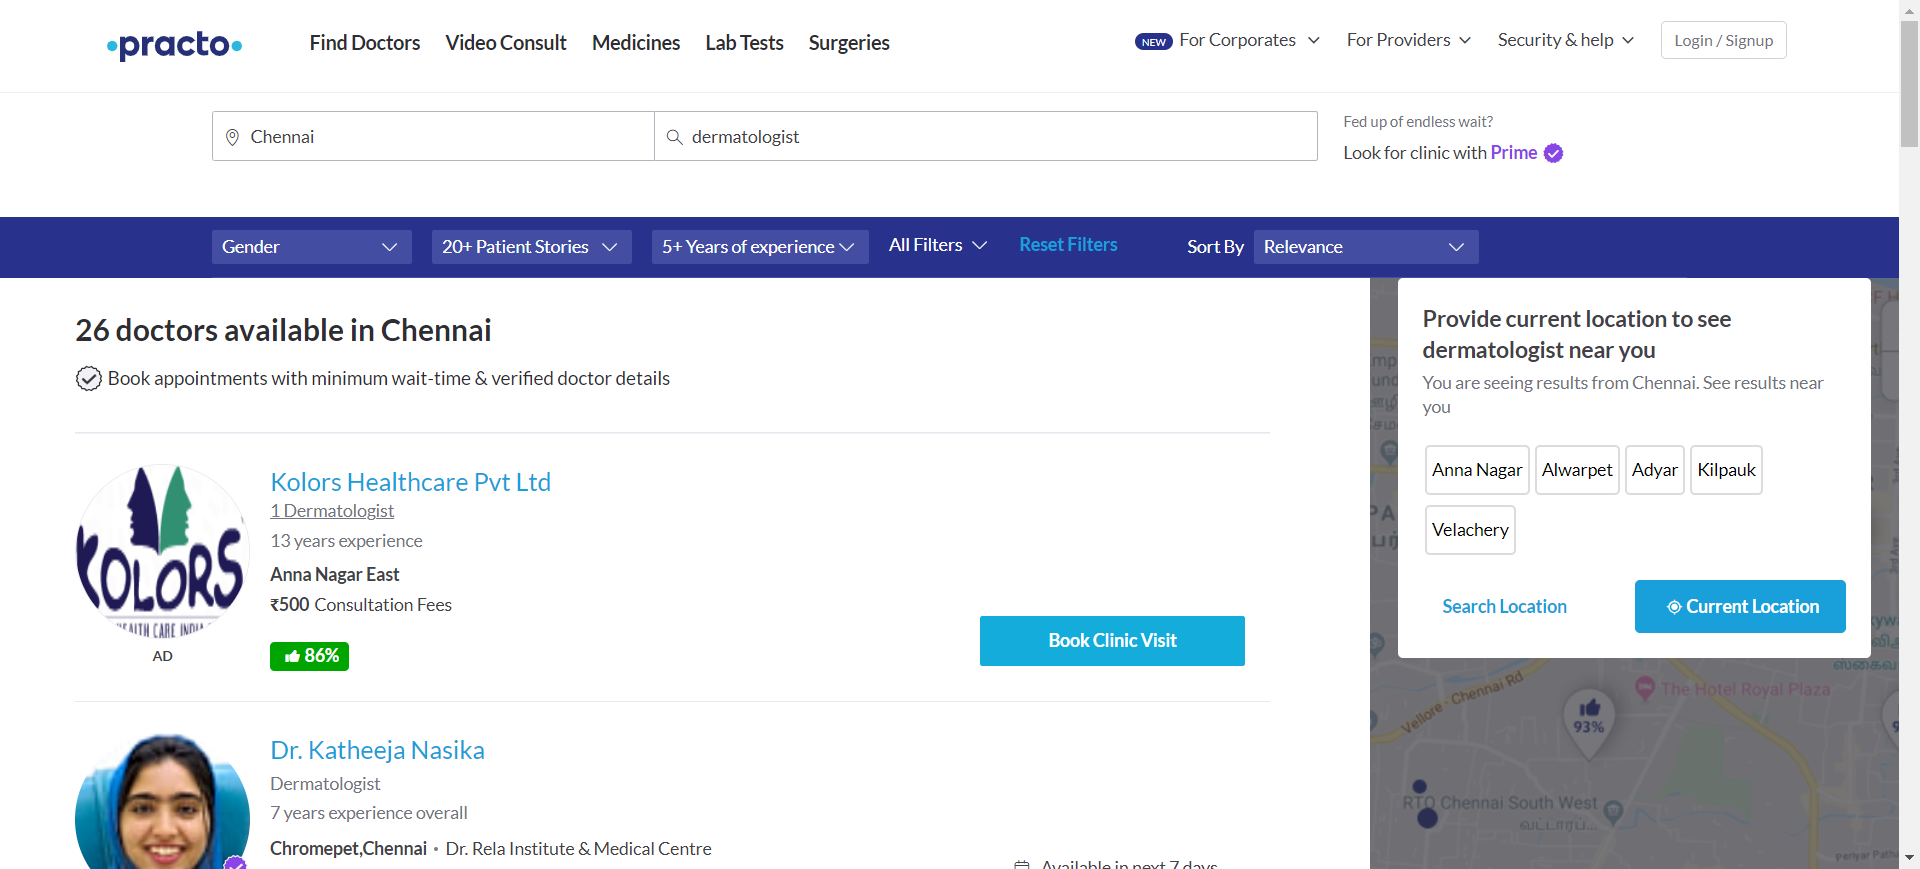 practo
Find Doctors
Video Consult
Medicines
Lab Tests
Surgeries
NEW For Corporates
For Providers
Security & help
Login / Signup
Chennai
dermatologist
Fed up of endless wait?
Look for clinic with Prime
Gender
20+ Patient Stories
5+ Years of experience
All Filters
Reset Filters
Sort By
Relevance
26 doctors available in Chennai
Book appointments with minimum wait-time & verified doctor details
KOLORS
HEALTH CARE INDIA
AD
Kolors Healthcare Pvt Ltd
1 Dermatologist
13 years experience
Anna Nagar East
₹500 Consultation Fees
86%
Book Clinic Visit
Dr. Katheeja Nasika
Dermatologist
7 years experience overall
Chromepet,Chennai • Dr. Rela Institute & Medical Centre
Available in next 7 days
Provide current location to see
dermatologist near you
You are seeing results from Chennai. See results near
you
Anna Nagar
Alwarpet
Adyar
Kilpauk
Velachery
Search Location
Current Location
Vellore - Chennai Rd
The Hotel Royal Plaza
93%
RTO Chennai South West
வட்டாரப்...